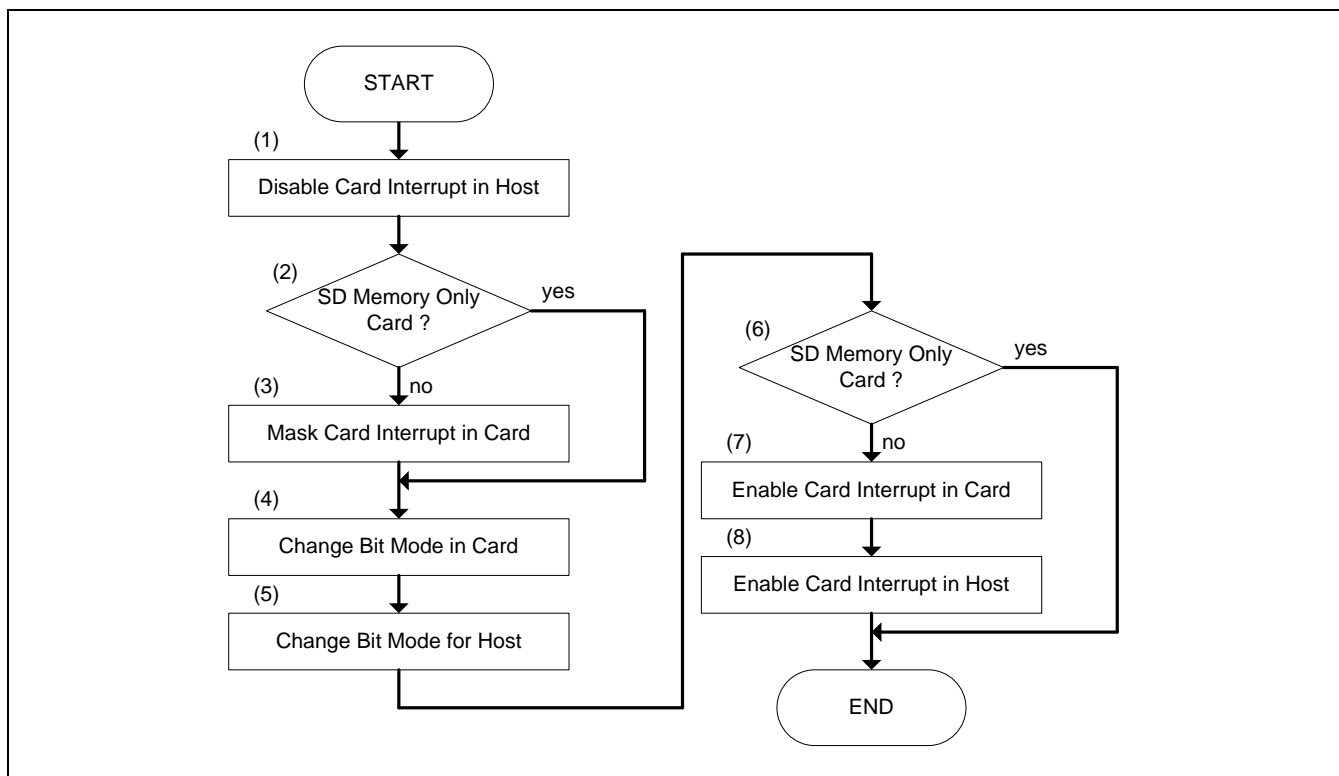 START
(1)
Disable Card Interrupt in Host
(2)
SD Memory Only
Card ?
yes
no
(3)
Mask Card Interrupt in Card
(4)
Change Bit Mode in Card
(5)
Change Bit Mode for Host
(6)
SD Memory Only
Card ?
yes
no
(7)
Enable Card Interrupt in Card
(8)
Enable Card Interrupt in Host
END